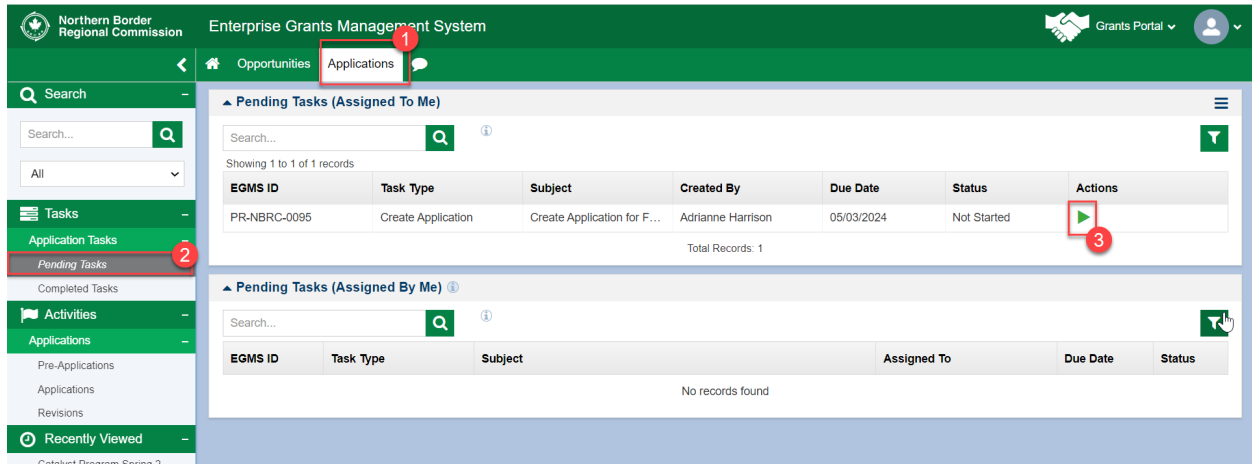 Northern Border
Regional Commission
Enterprise Grants Management System
Grants Portal
1
Opportunities
Applications
Search
Search...
All
Tasks
Application Tasks
2
Pending Tasks
Completed Tasks
Activities
Applications
Pre-Applications
Applications
Revisions
Recently Viewed
Catalyst Program Spring 2
Pending Tasks (Assigned To Me)
Search...
Showing 1 to 1 of 1 records
EGMS ID Task Type Subject Created By Due Date Status Actions
PR-NBRC-0095 Create Application Create Application for F... Adrianne Harrison 05/03/2024 Not Started
3
Total Records: 1
Pending Tasks (Assigned By Me)
Search...
EGMS ID Task Type Subject Assigned To Due Date Status
No records found